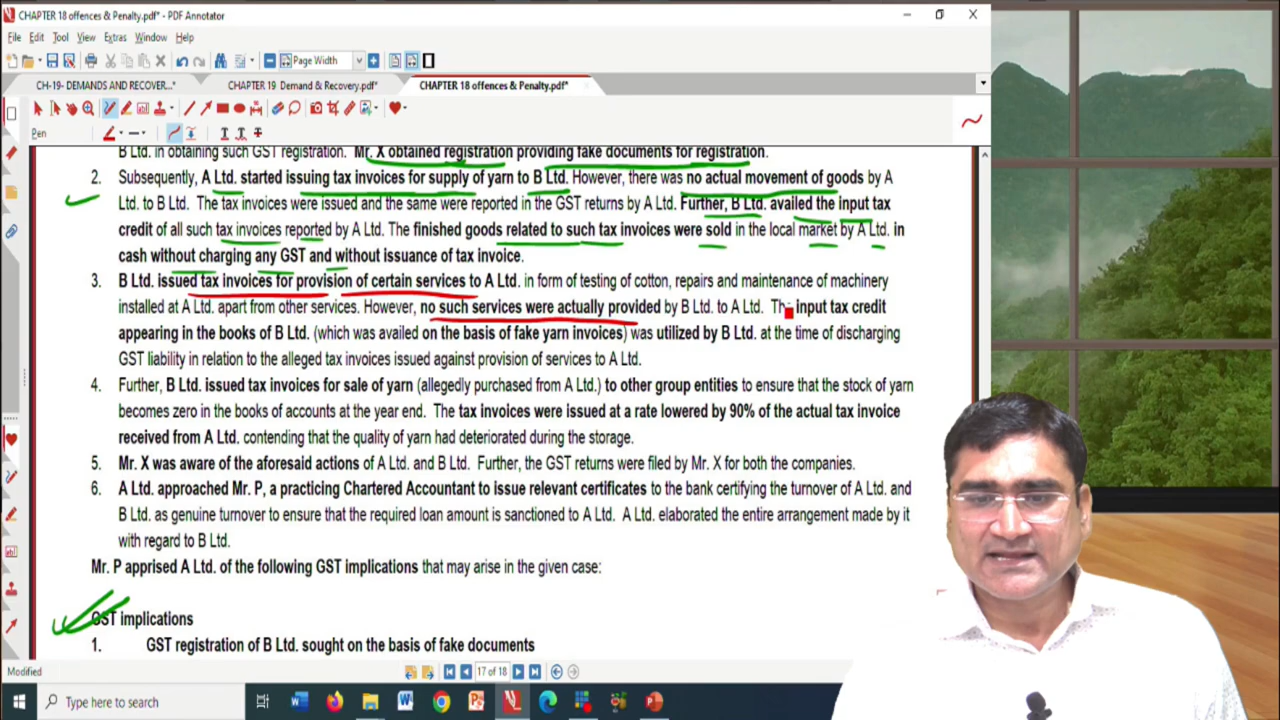 CHAPTER 18 offences & Penalty.pdf* - PDF Annotator
File Edit Tool View Extras Window Help
Page Width
CH-19- DEMANDS AND RECOVER...* CHAPTER 19 Demand & Recovery.pdf* CHAPTER 18 offences & Penalty.pdf*
Pen
B Ltd. in obtaining such GST registration. Mr. X obtained registration providing fake documents for registration.
2. Subsequently, A Ltd. started issuing tax invoices for supply of yarn to B Ltd. However, there was no actual movement of goods by A
Ltd. to B Ltd. The tax invoices were issued and the same were reported in the GST returns by A Ltd. Further, B Ltd. availed the input tax
credit of all such tax invoices reported by A Ltd. The finished goods related to such tax invoices were sold in the local market by A Ltd. in
cash without charging any GST and without issuance of tax invoice.
3. B Ltd. issued tax invoices for provision of certain services to A Ltd. in form of testing of cotton, repairs and maintenance of machinery
installed at A Ltd. apart from other services. However, no such services were actually provided by B Ltd. to A Ltd. The input tax credit
appearing in the books of B Ltd. (which was availed on the basis of fake yarn invoices) was utilized by B Ltd. at the time of discharging
GST liability in relation to the alleged tax invoices issued against provision of services to A Ltd.
4. Further, B Ltd. issued tax invoices for sale of yarn (allegedly purchased from A Ltd.) to other group entities to ensure that the stock of yarn
becomes zero in the books of accounts at the year end. The tax invoices were issued at a rate lowered by 90% of the actual tax invoice
received from A Ltd. contending that the quality of yarn had deteriorated during the storage.
5. Mr. X was aware of the aforesaid actions of A Ltd. and B Ltd. Further, the GST returns were filed by Mr. X for both the companies.
6. A Ltd. approached Mr. P, a practicing Chartered Accountant to issue relevant certificates to the bank certifying the turnover of A Ltd. and
B Ltd. as genuine turnover to ensure that the required loan amount is sanctioned to A Ltd. A Ltd. elaborated the entire arrangement made by it
with regard to B Ltd.
Mr. P apprised A Ltd. of the following GST implications that may arise in the given case:
GST implications
1. GST registration of B Ltd. sought on the basis of fake documents
Modified 17 of 18
Type here to search